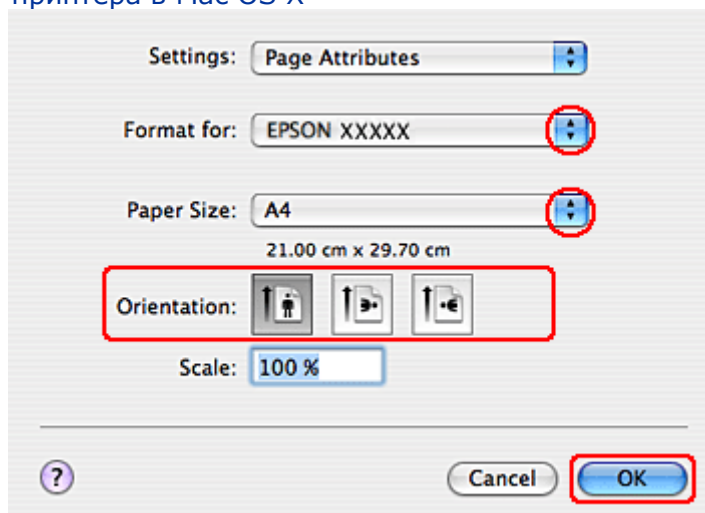 принтера в Mac OS X
Settings: Page Attributes
Format for: EPSON XXXXX
Paper Size: A4
21.00 cm x 29.70 cm
Orientation:
Scale: 100 %
? Cancel OK